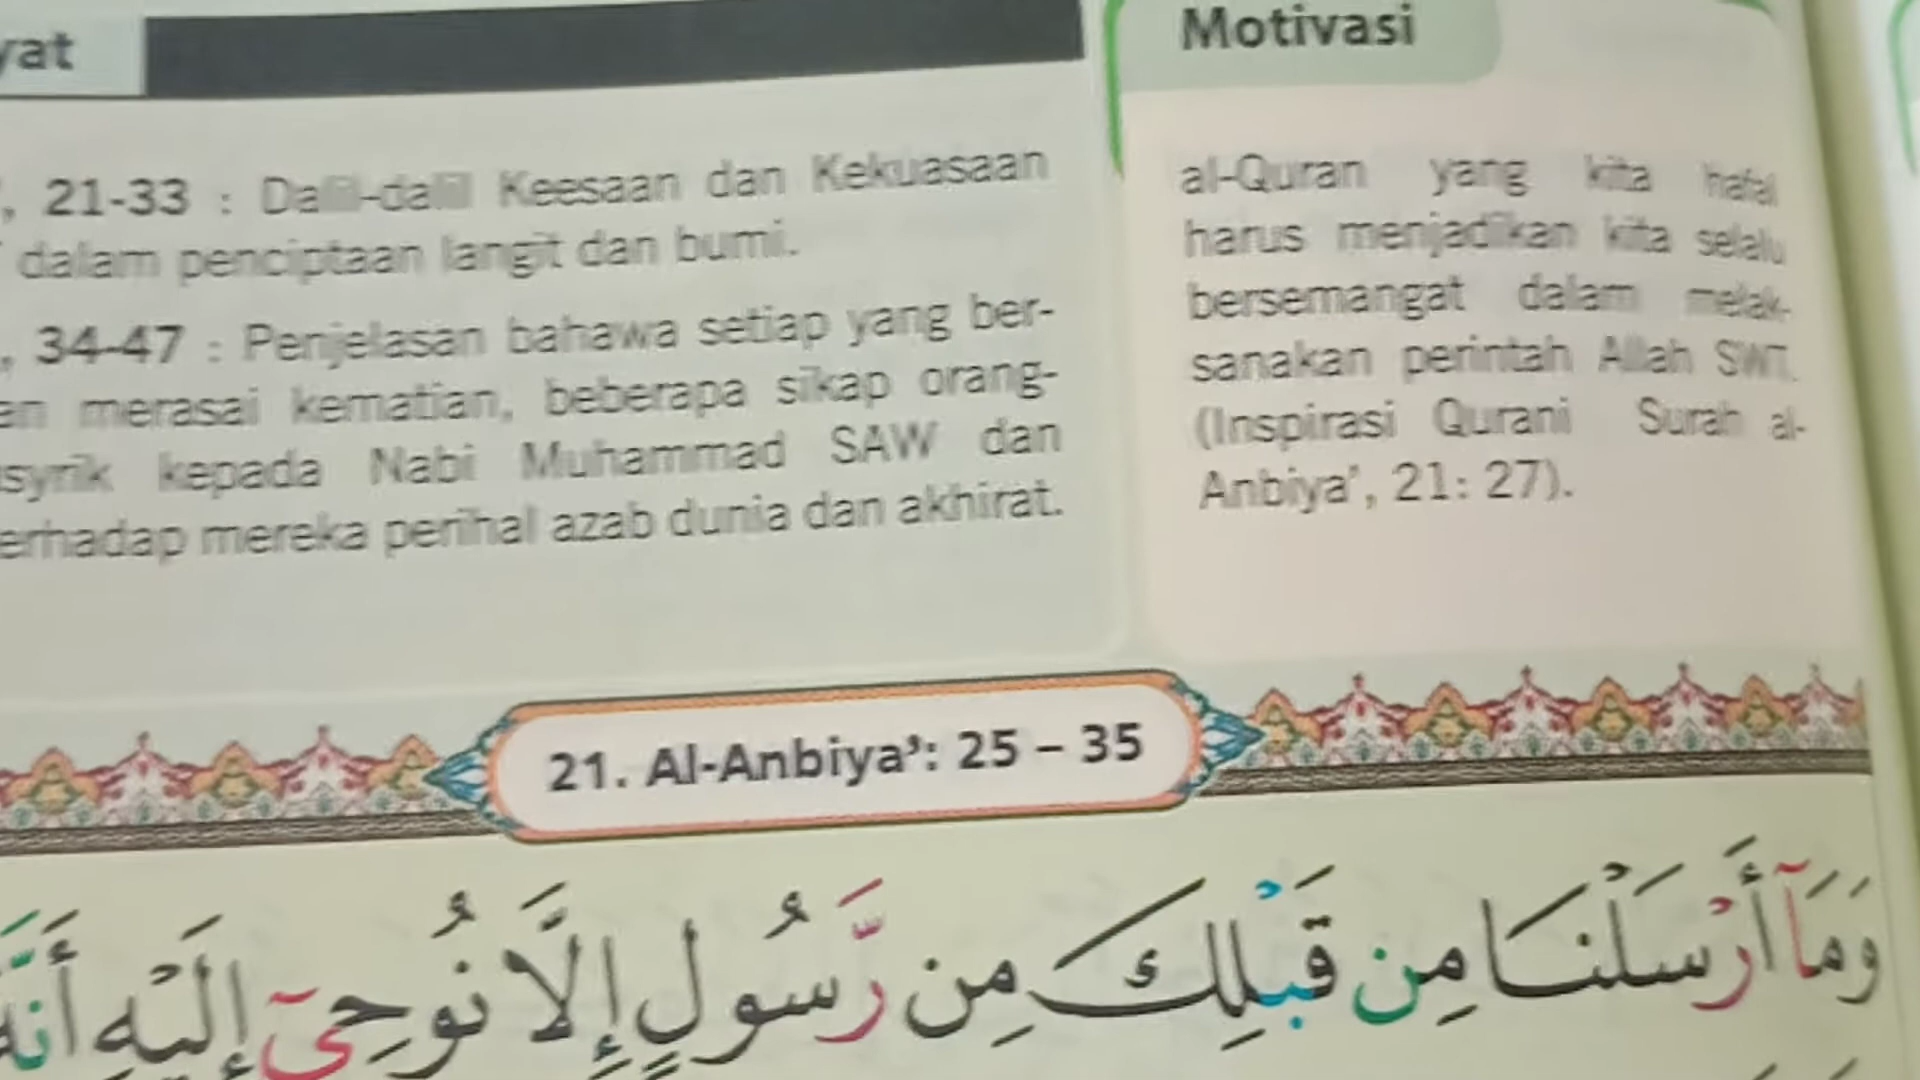 yat
, 21-33 : Dalil-dalil Keesaan dan Kekuasaan
dalam penciptaan langit dan bumi.
, 34-47 : Penjelasan bahawa setiap yang ber-
an merasai kematian, beberapa sikap orang-
syrik kepada Nabi Muhammad SAW dan
erhadap mereka perihal azab dunia dan akhirat.
Motivasi
al-Quran yang kita hafal
harus menjadikan kita selalu
bersemangat dalam melak-
sanakan perintah Allah SWT.
(Inspirasi Qurani Surah al-
Anbiya’, 21: 27).
21. Al-Anbiya’: 25 – 35
وَمَآ أَرْسَلْنَا مِن قَبْلِكَ مِن رَّسُولٍ إِلَّا نُوحِىٓ إِلَيْهِ أَنَّهُ